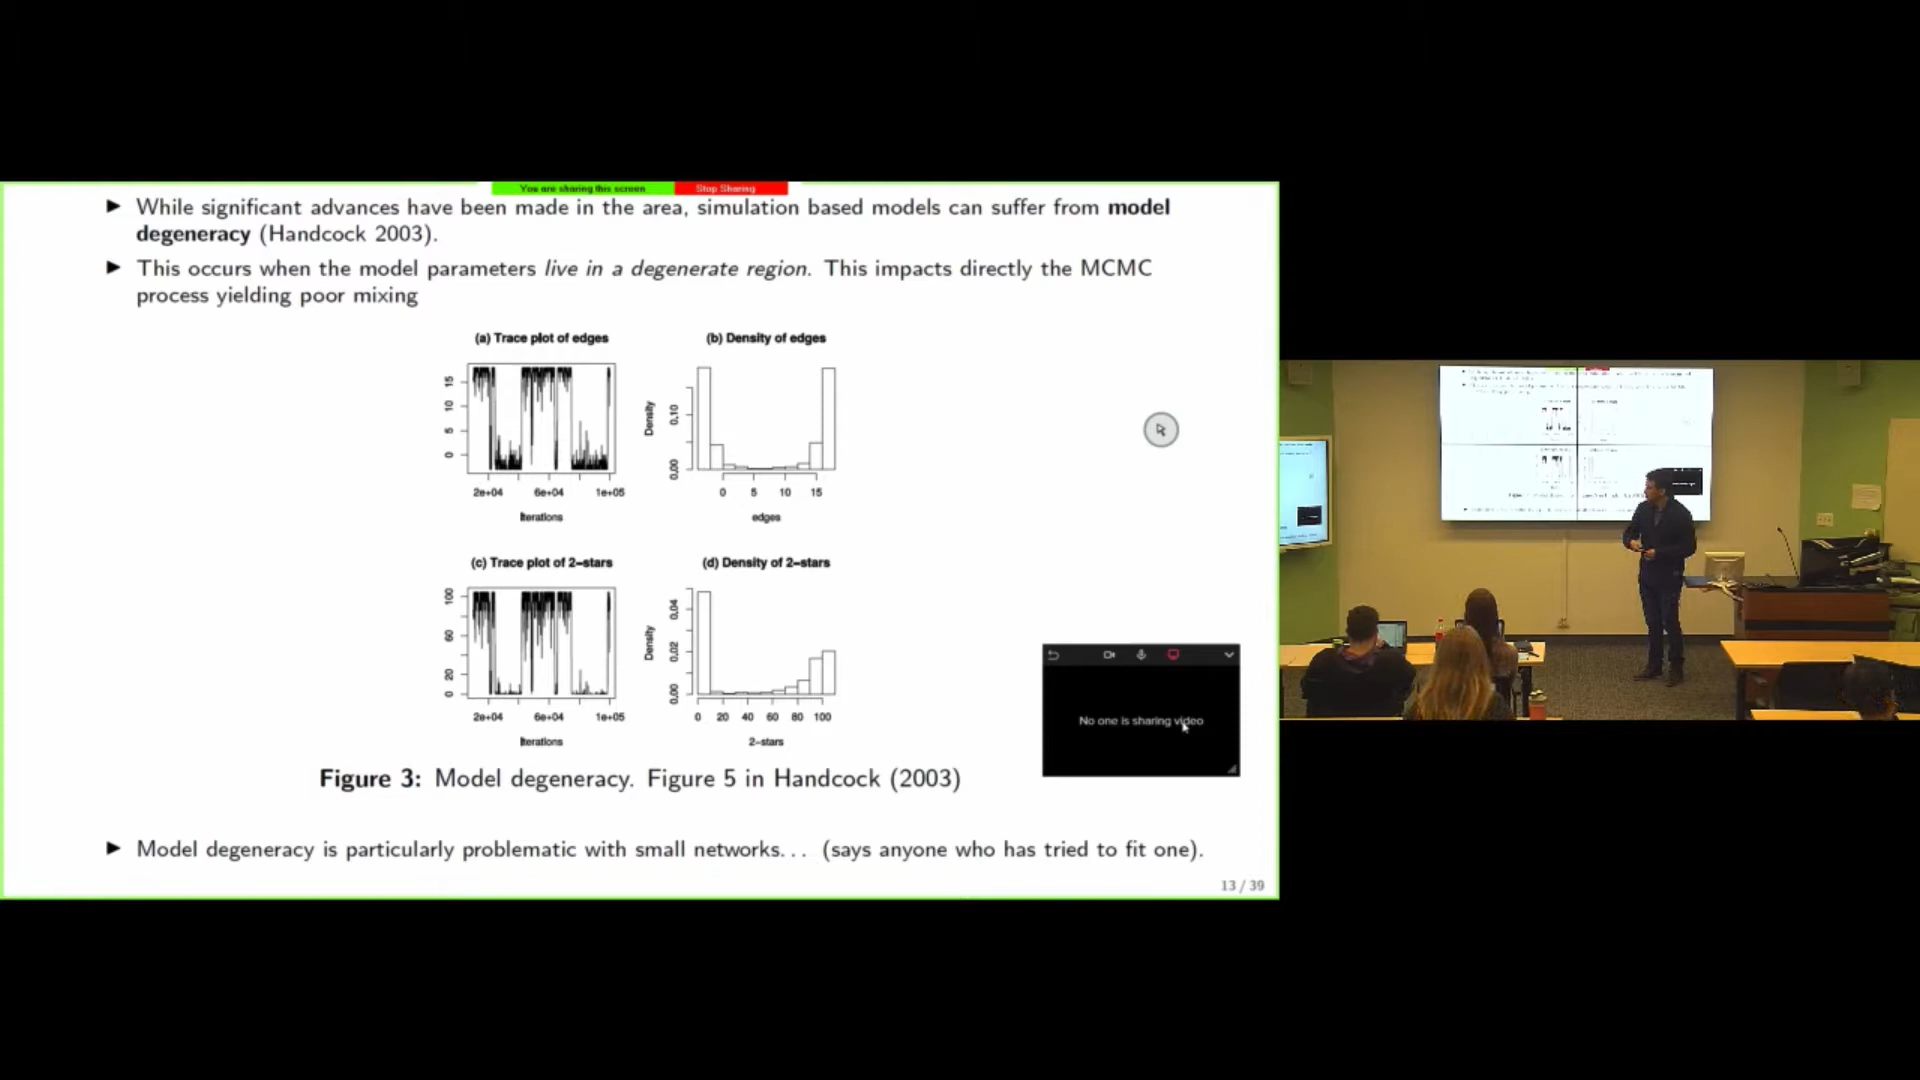 You are sharing this screen Stop Sharing
► While significant advances have been made in the area, simulation based models can suffer from model
degeneracy (Handcock 2003).
► This occurs when the model parameters live in a degenerate region. This impacts directly the MCMC
process yielding poor mixing
(a) Trace plot of edges
15
10
5
0
2e+04 6e+04 1e+05
Iterations
(b) Density of edges
Density
0.10
0.00
0 5 10 15
edges
(c) Trace plot of 2−stars
100
60
20
0
2e+04 6e+04 1e+05
Iterations
(d) Density of 2−stars
Density
0.04
0.02
0.00
0 20 40 60 80 100
2−stars
No one is sharing video
Figure 3: Model degeneracy. Figure 5 in Handcock (2003)
► Model degeneracy is particularly problematic with small networks... (says anyone who has tried to fit one).
13 / 39